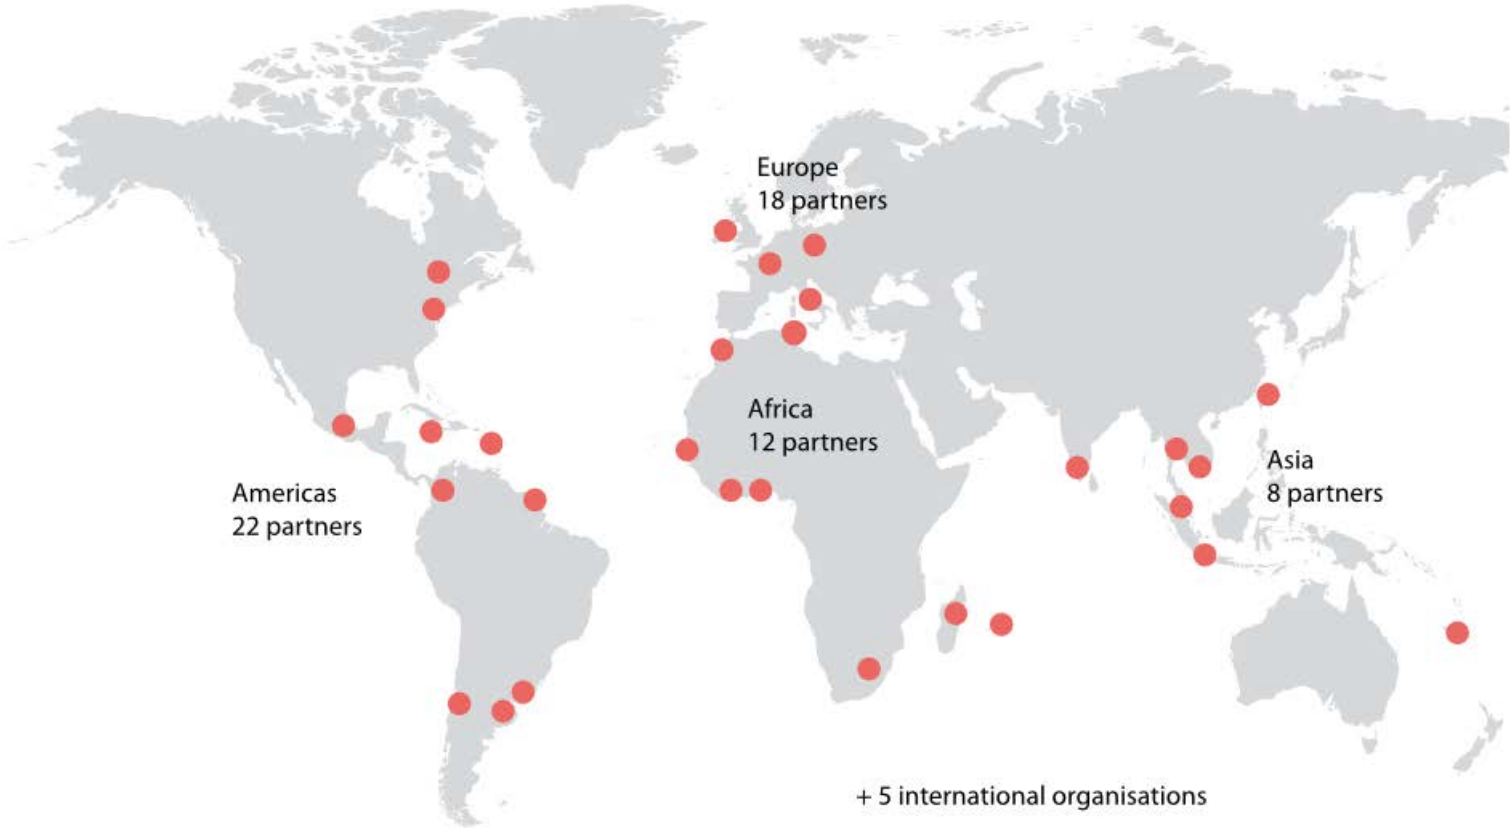 Europe
18 partners
Africa
12 partners
Asia
8 partners
Americas
22 partners
+ 5 international organisations